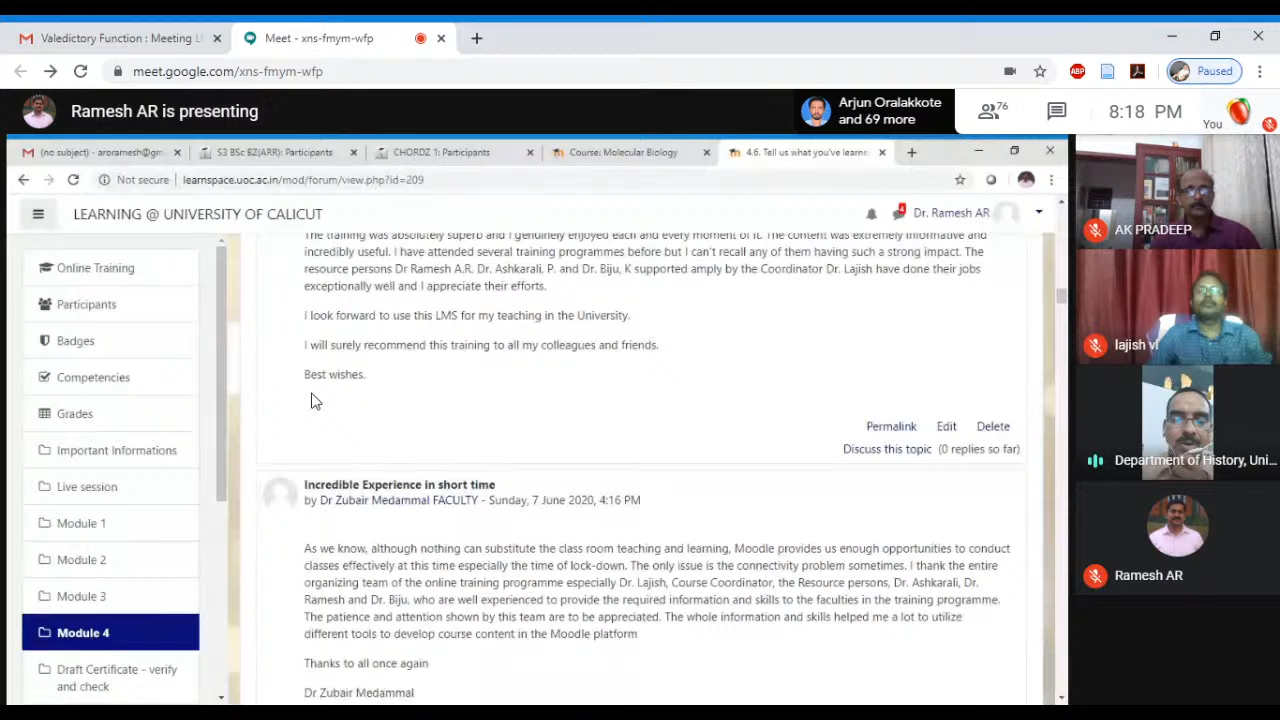 Valedictory Function : Meeting L
Meet - xns-fmym-wfp
meet.google.com/xns-fmym-wfp
ABP
Paused
Ramesh AR is presenting
Arjun Oralakkote
and 69 more
76
8:18 PM
You
(no subject) - aroramesh@gm
S3 BSc BZ(ARR): Participants
CHORDZ 1: Participants
Course: Molecular Biology
4.6. Tell us what you've learne
Not secure
learnspace.uoc.ac.in/mod/forum/view.php?id=209
LEARNING @ UNIVERSITY OF CALICUT
4
Dr. Ramesh AR
Online Training
Participants
Badges
Competencies
Grades
Important Informations
Live session
Module 1
Module 2
Module 3
Module 4
Draft Certificate - verify
and check
The training was absolutely superb and I genuinely enjoyed each and every moment of it. The content was extremely informative and
incredibly useful. I have attended several training programmes before but I can't recall any of them having such a strong impact. The
resource persons Dr Ramesh A.R. Dr. Ashkarali. P. and Dr. Biju, K supported amply by the Coordinator Dr. Lajish have done their jobs
exceptionally well and I appreciate their efforts.
I look forward to use this LMS for my teaching in the University.
I will surely recommend this training to all my colleagues and friends.
Best wishes.
Permalink Edit Delete
Discuss this topic (0 replies so far)
Incredible Experience in short time
by Dr Zubair Medammal FACULTY - Sunday, 7 June 2020, 4:16 PM
As we know, although nothing can substitute the class room teaching and learning, Moodle provides us enough opportunities to conduct
classes effectively at this time especially the time of lock-down. The only issue is the connectivity problem sometimes. I thank the entire
organizing team of the online training programme especially Dr. Lajish, Course Coordinator, the Resource persons, Dr. Ashkarali, Dr.
Ramesh and Dr. Biju, who are well experienced to provide the required information and skills to the faculties in the training programme.
The patience and attention shown by this team are to be appreciated. The whole information and skills helped me a lot to utilize
different tools to develop course content in the Moodle platform
Thanks to all once again
Dr Zubair Medammal
AK PRADEEP
lajish vl
Department of History, Uni...
Ramesh AR